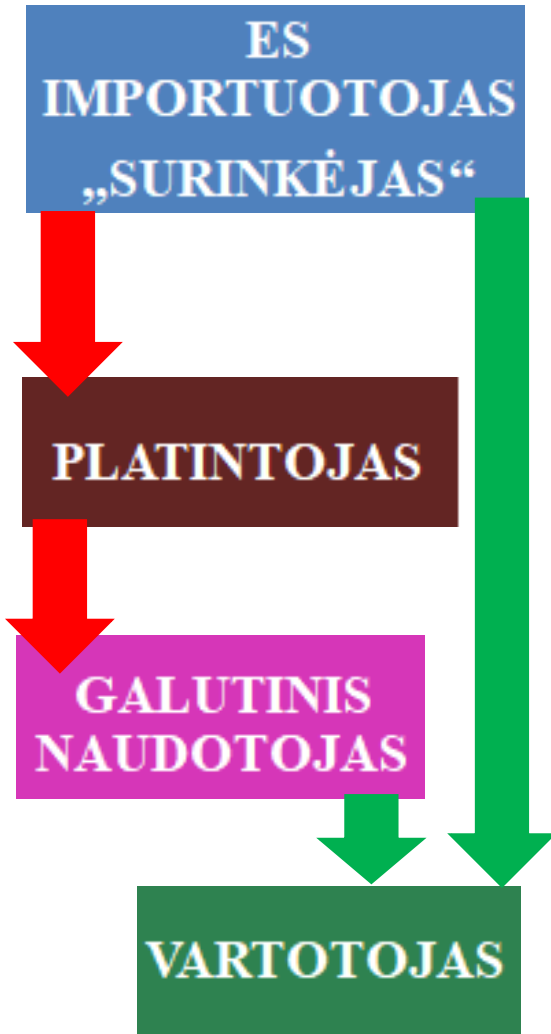 ES
IMPORTUOTOJAS
„SURINKĖJAS“
PLATINTOJAS
GALUTINIS
NAUDOTOJAS
VARTOTOJAS